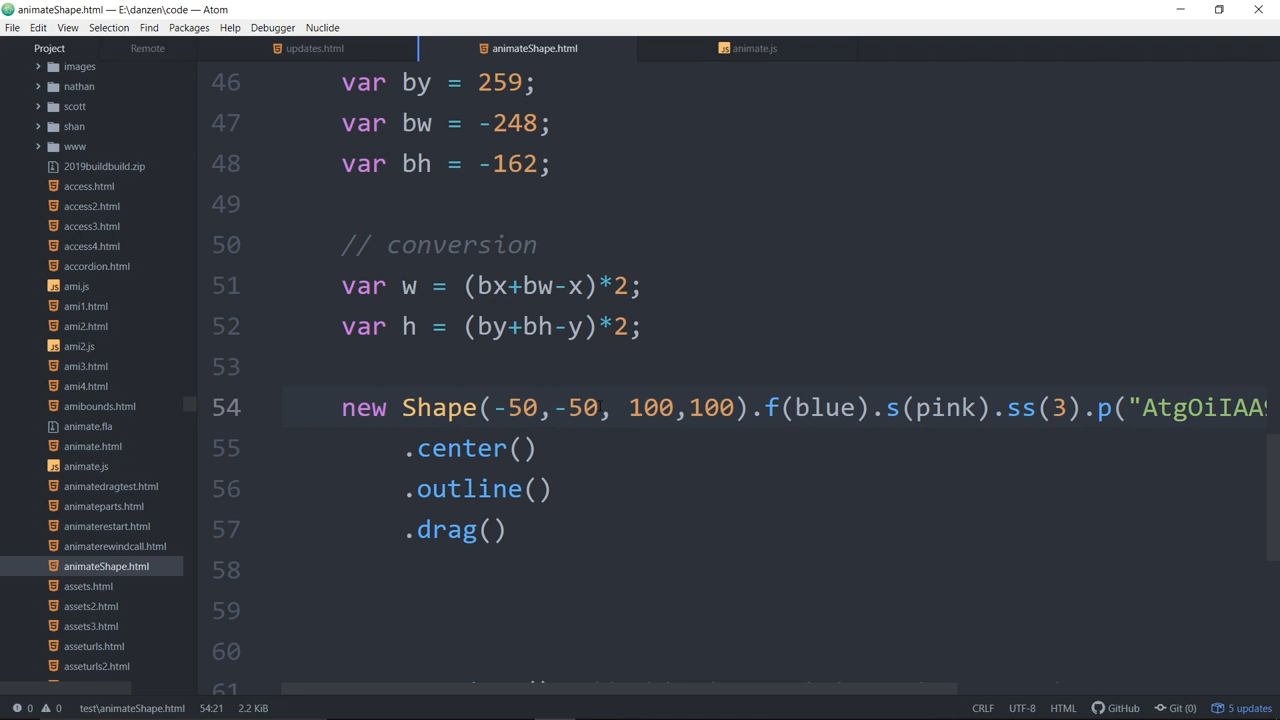 animateShape.html — E:\danzen\code — Atom
File Edit View Selection Find Packages Help Debugger Nuclide
Project Remote updates.html animateShape.html animate.js
images
nathan
scott
shan
www
2019buildbuild.zip
access.html
access2.html
access3.html
access4.html
accordion.html
ami.js
ami1.html
ami2.html
ami2.js
ami3.html
ami4.html
amibounds.html
animate.fla
animate.html
animate.js
animatedragtest.html
animateparts.html
animaterestart.html
animaterewindcall.html
animateShape.html
assets.html
assets2.html
assets3.html
asseturls.html
asseturls2.html
46 var by = 259;
47 var bw = -248;
48 var bh = -162;
49
50 // conversion
51 var w = (bx+bw-x)*2;
52 var h = (by+bh-y)*2;
53
54 new Shape(-50,-50, 100,100).f(blue).s(pink).ss(3).p("AtgOiIAAS
55 .center()
56 .outline()
57 .drag()
58
59
60
61
0 0 test\animateShape.html 54:21 2.2 KiB CRLF UTF-8 HTML GitHub Git (0) 5 updates